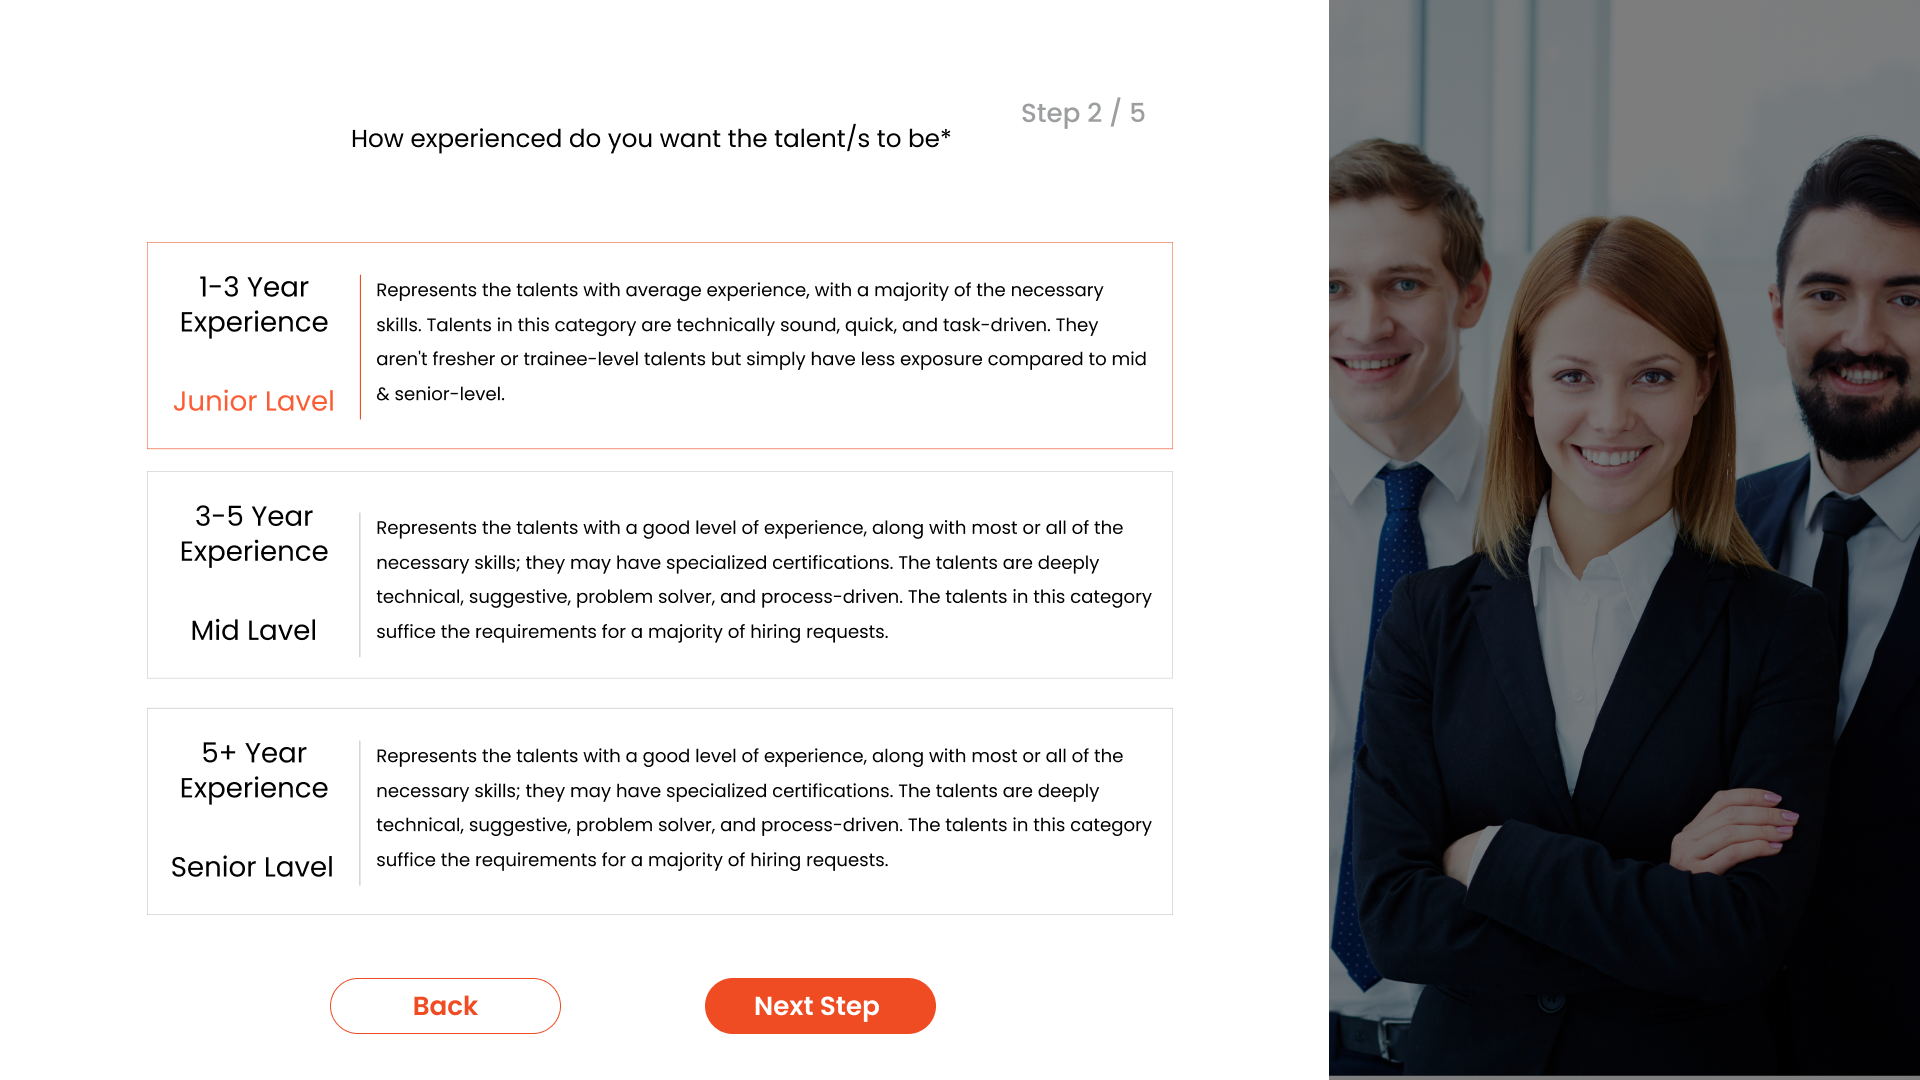 Step 2 / 5
How experienced do you want the talent/s to be*
1-3 Year
Experience
Junior Lavel
Represents the talents with average experience, with a majority of the necessary
skills. Talents in this category are technically sound, quick, and task-driven. They
aren't fresher or trainee-level talents but simply have less exposure compared to mid
& senior-level.
3-5 Year
Experience
Mid Lavel
Represents the talents with a good level of experience, along with most or all of the
necessary skills; they may have specialized certifications. The talents are deeply
technical, suggestive, problem solver, and process-driven. The talents in this category
suffice the requirements for a majority of hiring requests.
5+ Year
Experience
Senior Lavel
Represents the talents with a good level of experience, along with most or all of the
necessary skills; they may have specialized certifications. The talents are deeply
technical, suggestive, problem solver, and process-driven. The talents in this category
suffice the requirements for a majority of hiring requests.
Back
Next Step